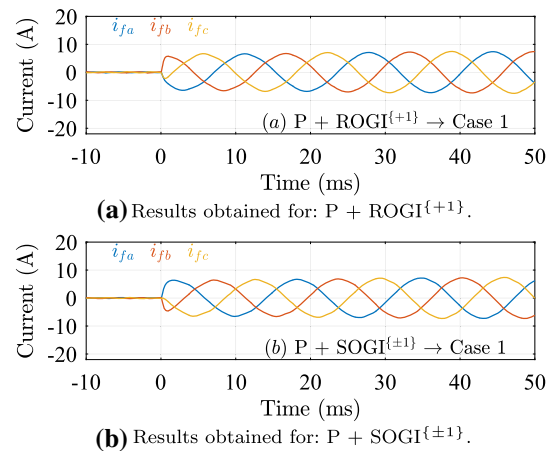 i_fa i_fb i_fc
20
10
0
-10
-20
Current (A)
(a) P + ROGI^{+1} → Case 1
-10 0 10 20 30 40 50
Time (ms)
(a) Results obtained for: P + ROGI^{+1}.
i_fa i_fb i_fc
20
10
0
-10
-20
Current (A)
(b) P + SOGI^{±1} → Case 1
-10 0 10 20 30 40 50
Time (ms)
(b) Results obtained for: P + SOGI^{±1}.